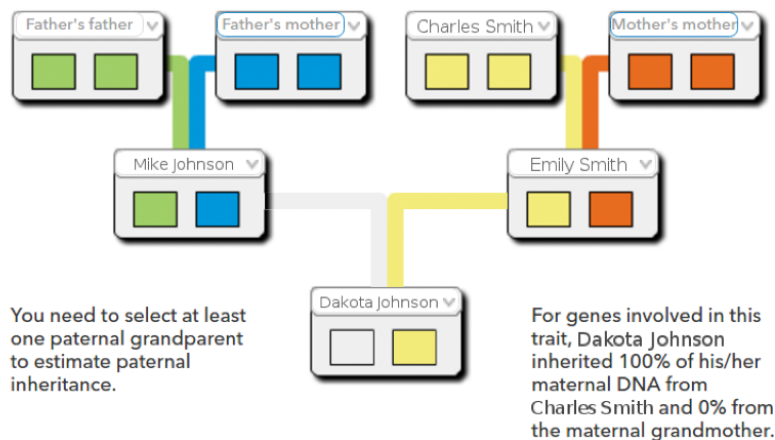 Father's father
Father's mother
Charles Smith
Mother's mother
Mike Johnson
Emily Smith
Dakota Johnson
You need to select at least
one paternal grandparent
to estimate paternal
inheritance.
For genes involved in this
trait, Dakota Johnson
inherited 100% of his/her
maternal DNA from
Charles Smith and 0% from
the maternal grandmother.